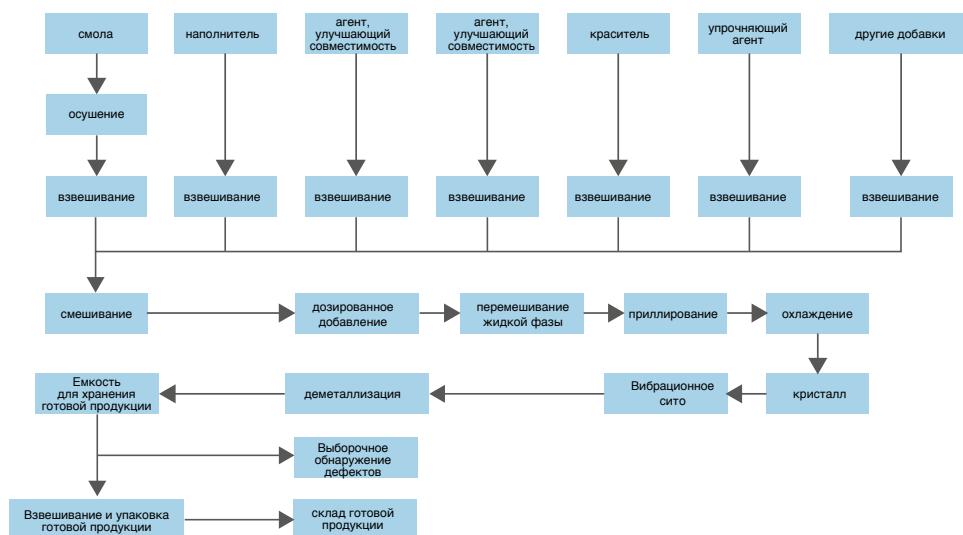 смола
наполнитель
агент,
улучшающий
совместимость
агент,
улучшающий
совместимость
краситель
упрочняющий
агент
другие добавки
осушение
взвешивание
взвешивание
взвешивание
взвешивание
взвешивание
взвешивание
взвешивание
смешивание
дозированное
добавление
перемешивание
жидкой фазы
приллирование
охлаждение
Емкость
для хранения
готовой продукции
деметаллизация
Вибрационное
сито
кристалл
Выборочное
обнаружение
дефектов
Взвешивание и упаковка
готовой продукции
склад готовой
продукции